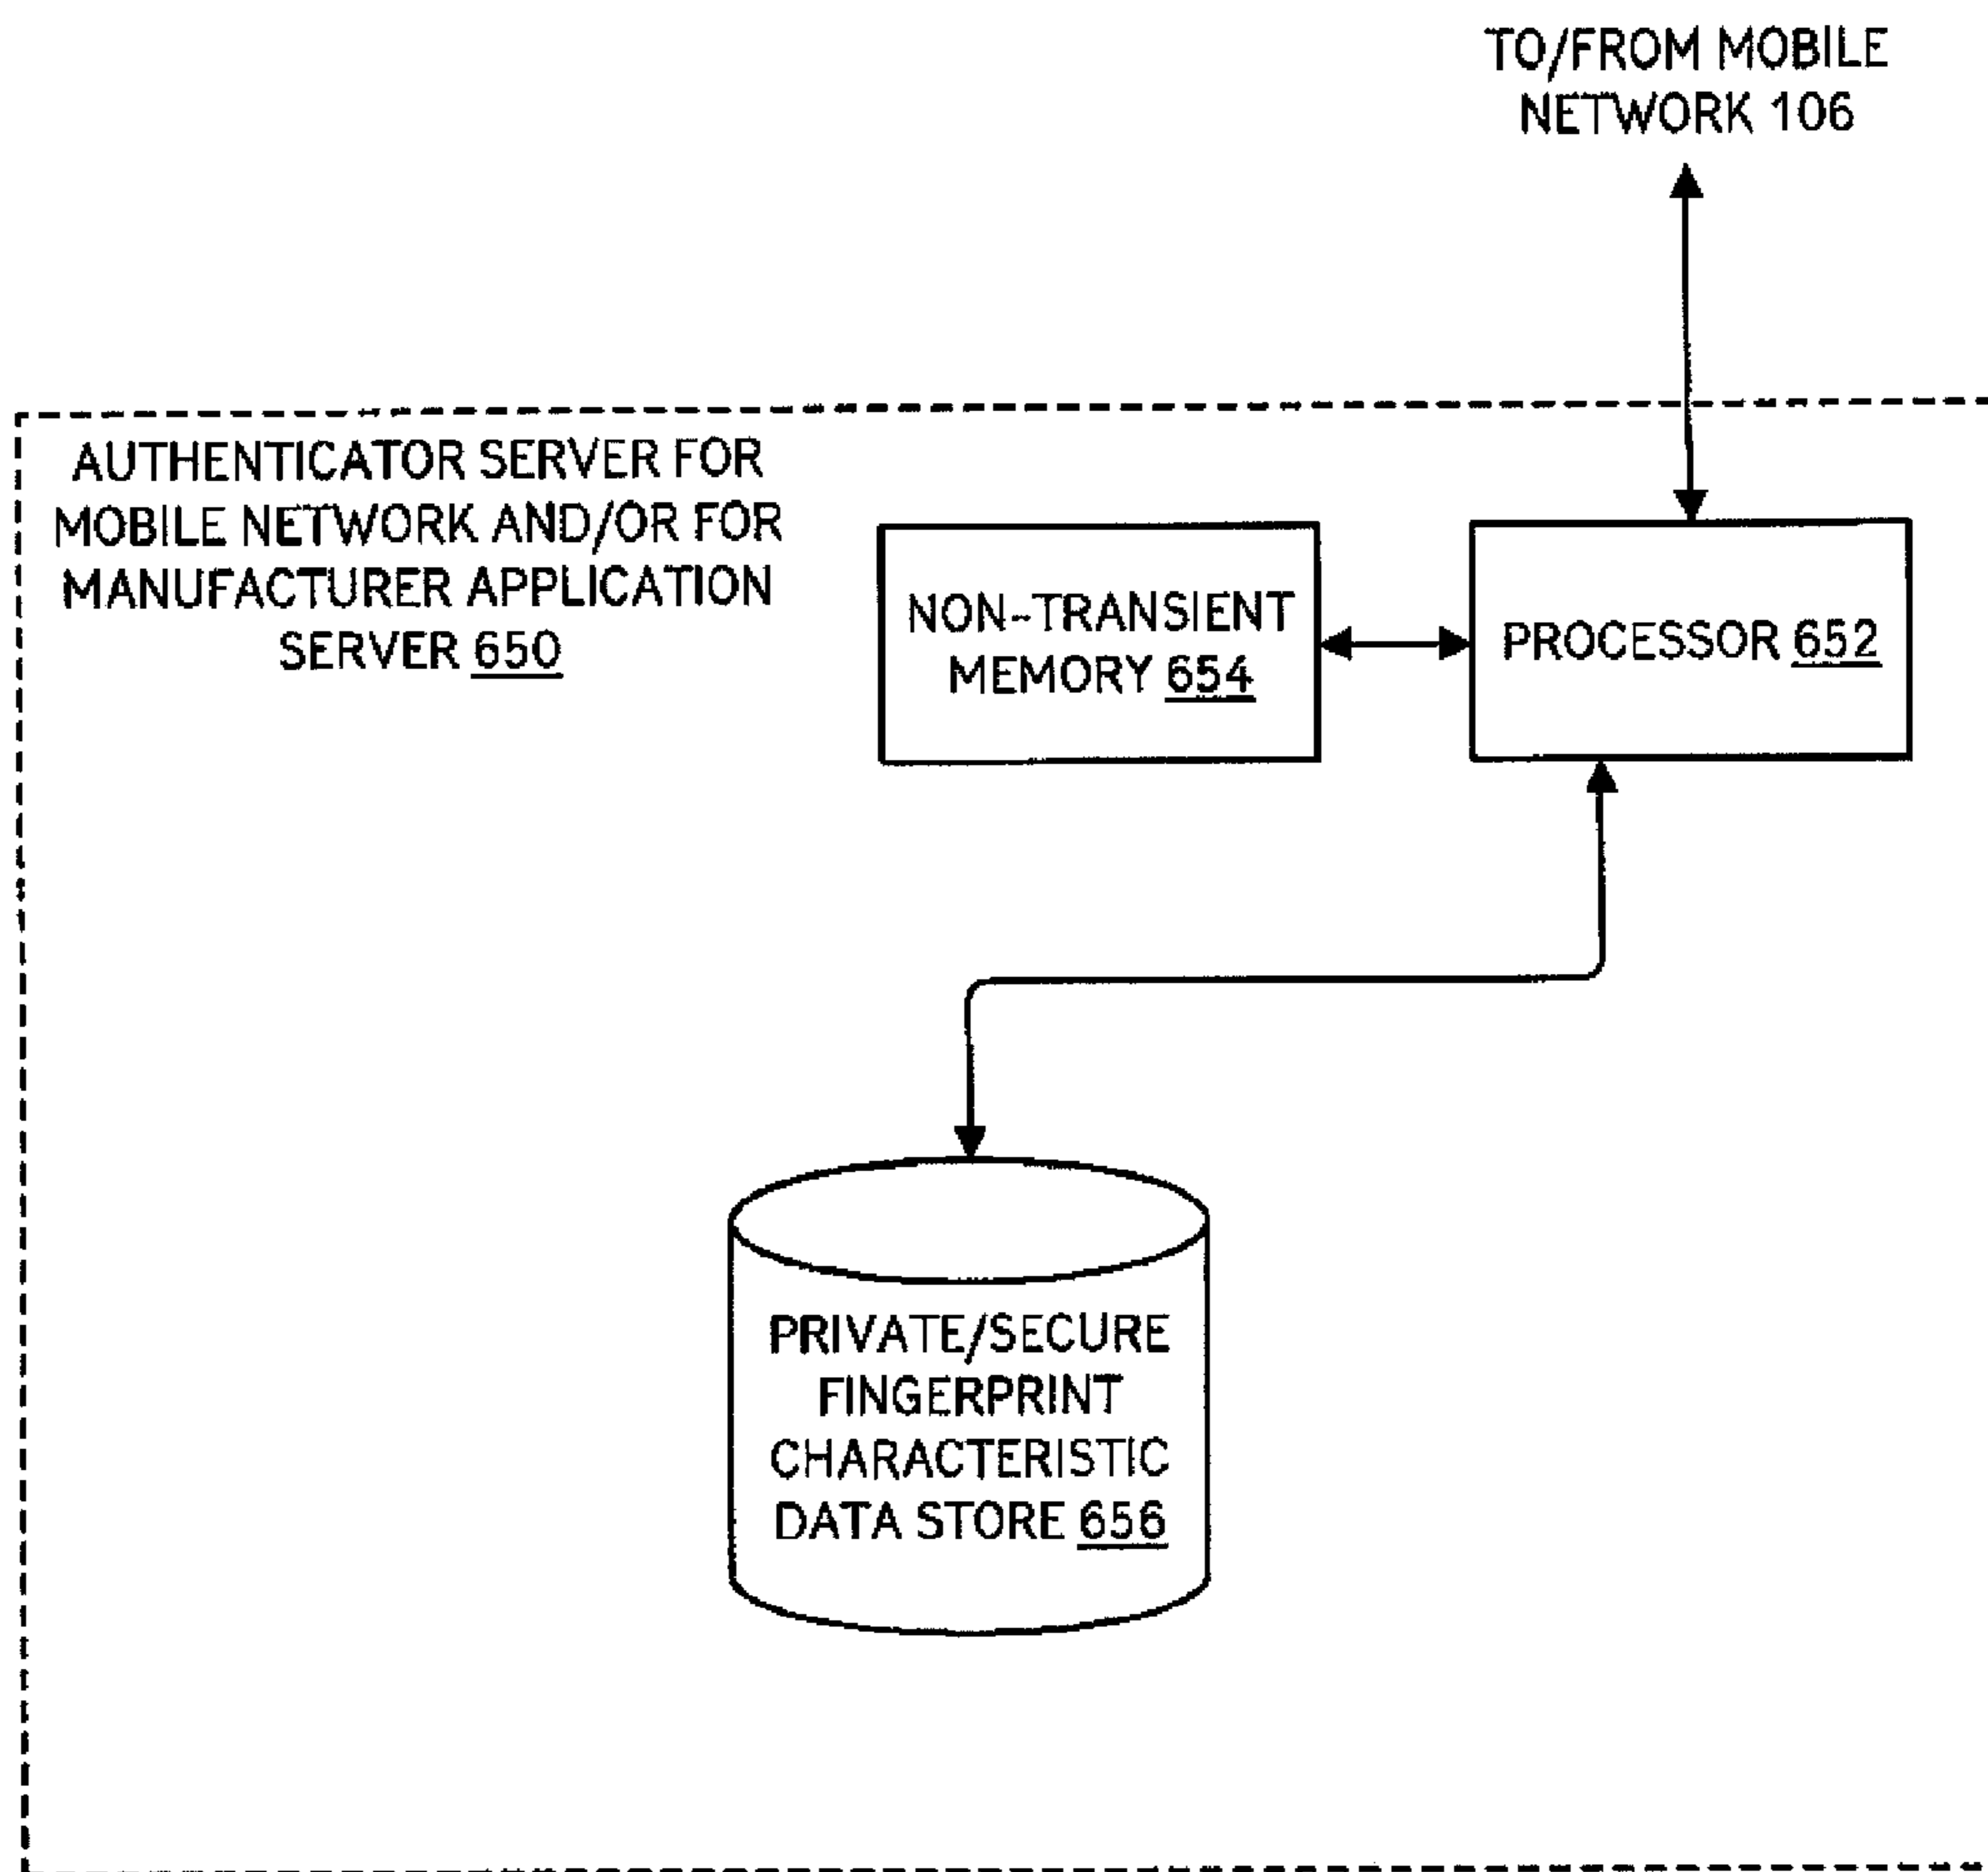 TO/FROM MOBILE
NETWORK 106
AUTHENTICATOR SERVER FOR
MOBILE NETWORK AND/OR FOR
MANUFACTURER APPLICATION
SERVER 650
NON-TRANSIENT
MEMORY 654
PROCESSOR 652
PRIVATE/SECURE
FINGERPRINT
CHARACTERISTIC
DATA STORE 656